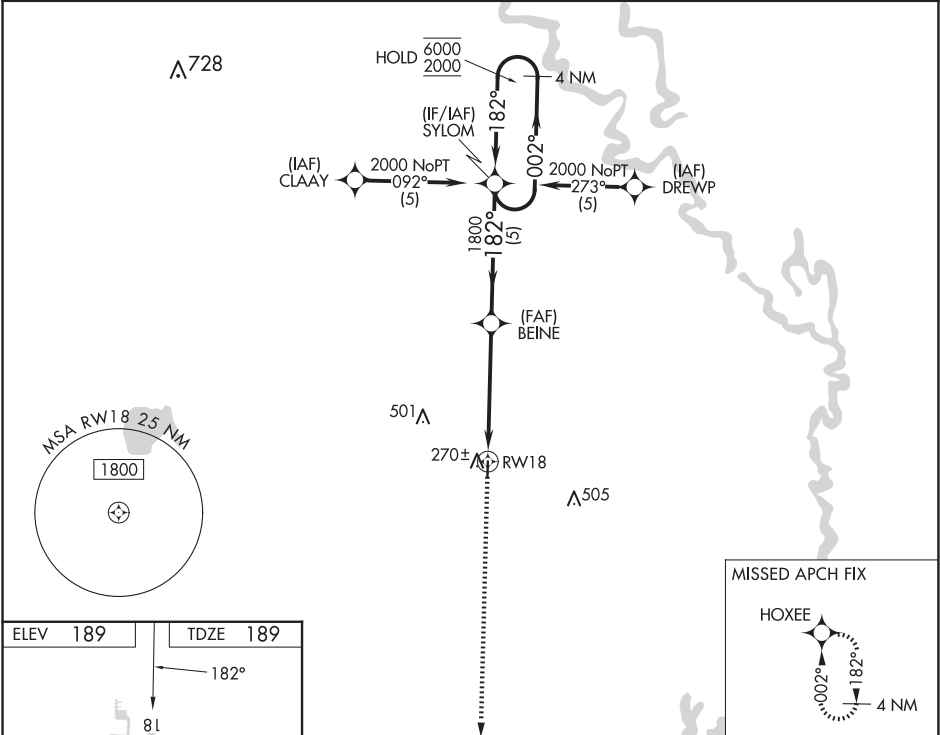 728
HOLD 6000
2000
4 NM
182°
002°
(IF/IAF)
SYLOM
(IAF)
CLAAY
2000 NoPT
092°
(5)
2000 NoPT
273°
(5)
(IAF)
DREWP
1800
182°
(5)
(FAF)
BEINE
501
270±
RW18
505
MSA RW18 25 NM
1800
MISSED APCH FIX
HOXEE
002°
182°
4 NM
ELEV 189
TDZE 189
182°
18